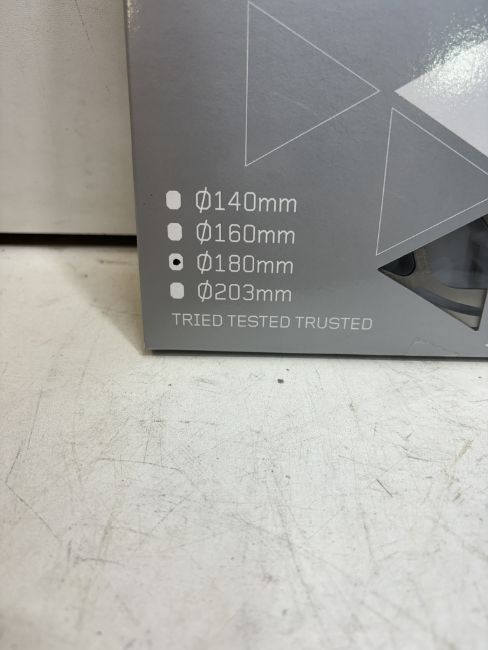 Ø140mm
Ø160mm
Ø180mm
Ø203mm
TRIED TESTED TRUSTED